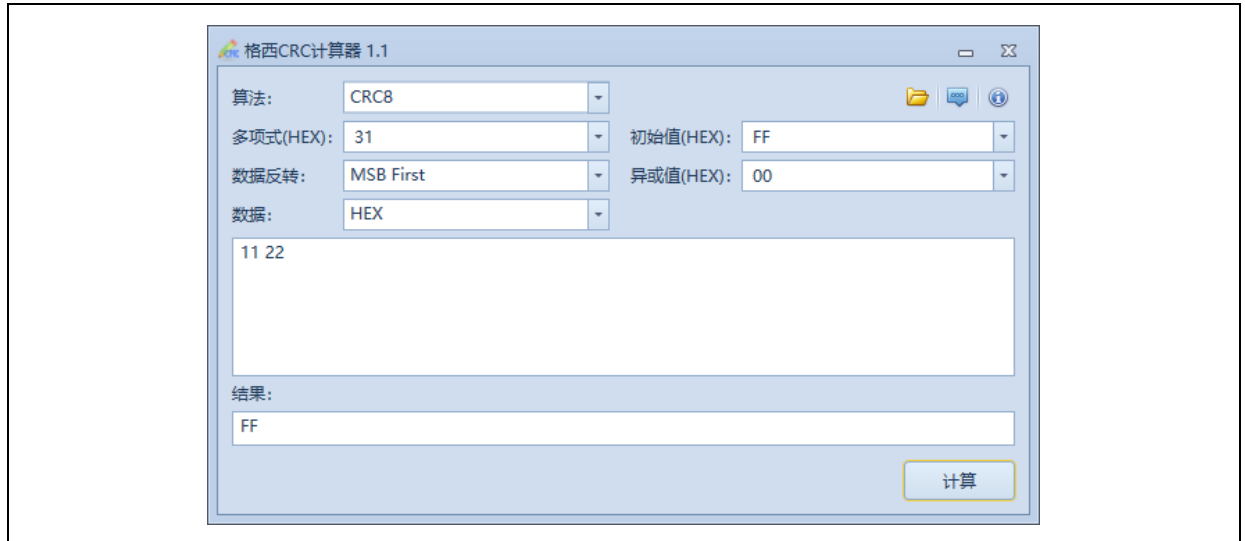 格西CRC计算器 1.1
算法: CRC8
多项式(HEX): 31 初始值(HEX): FF
数据反转: MSB First 异或值(HEX): 00
数据: HEX
11 22
结果:
FF
计算